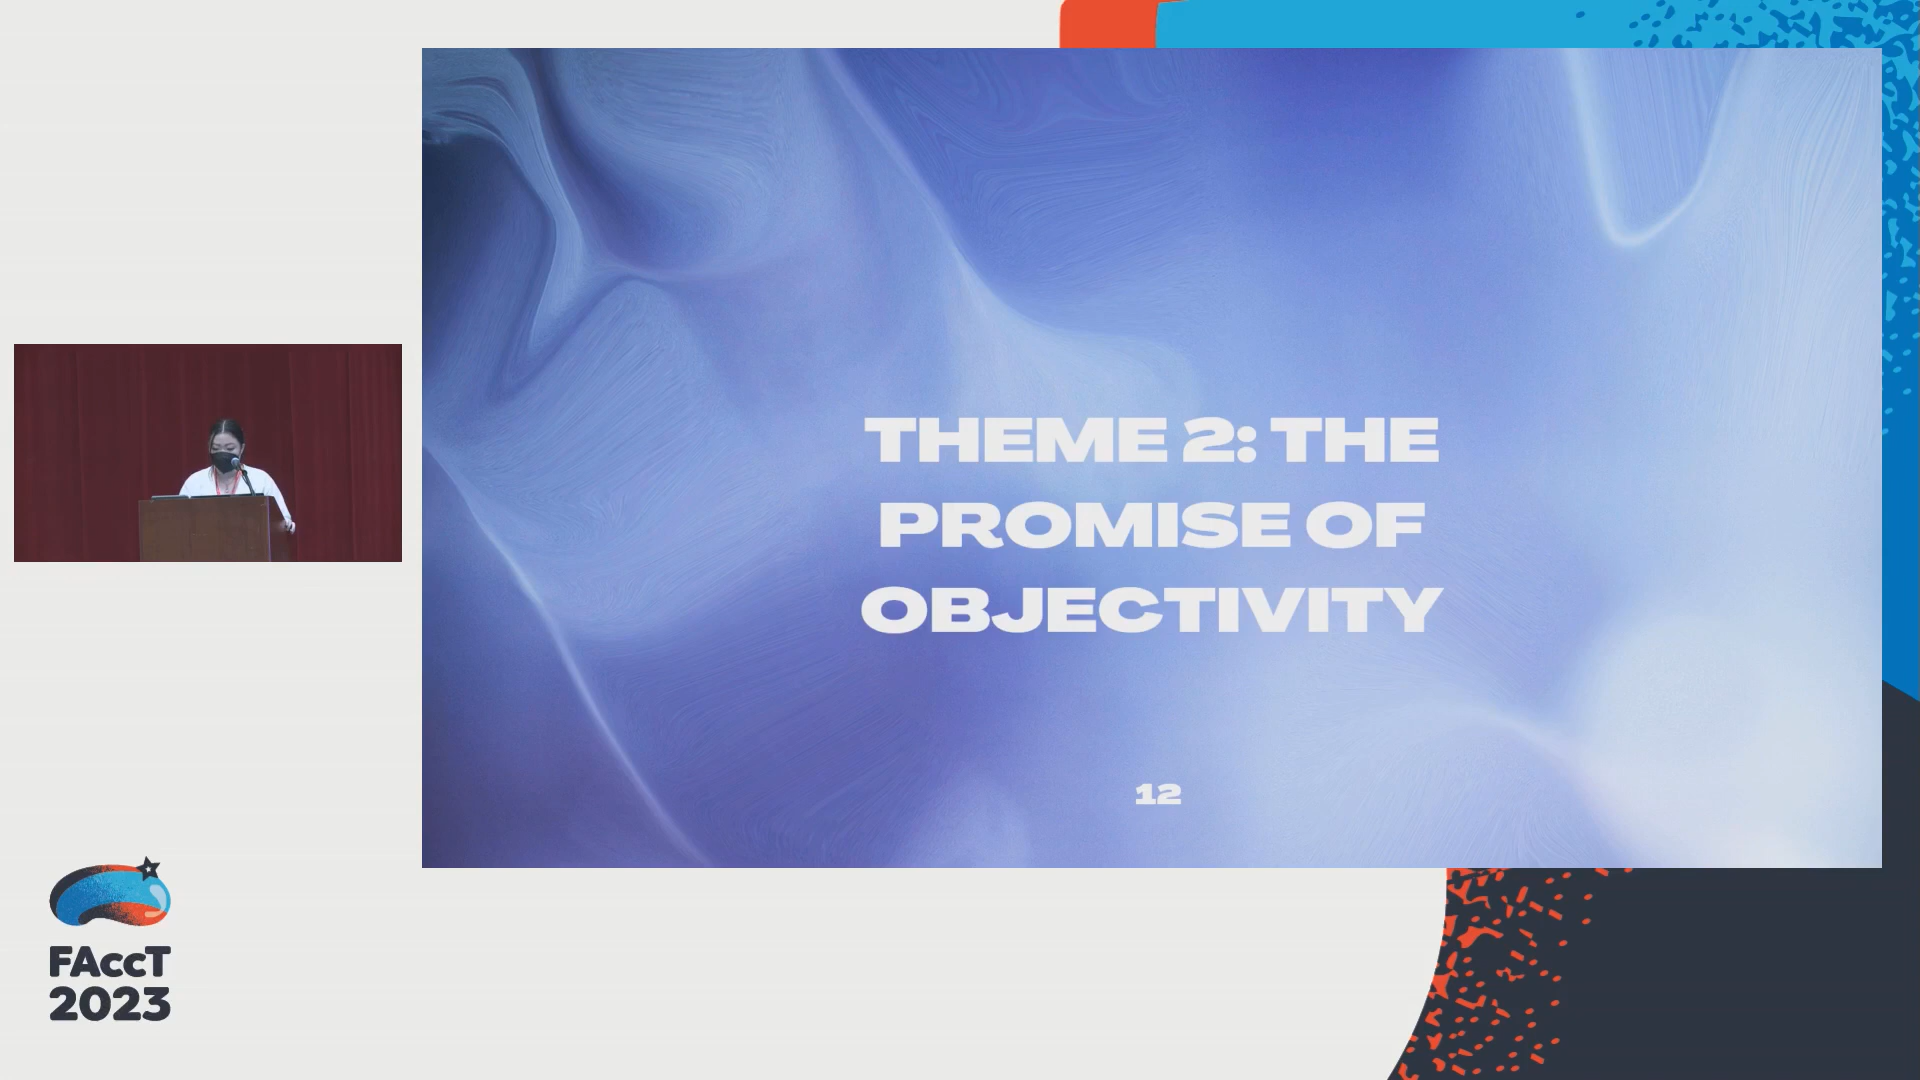 THEME 2: THE
PROMISE OF
OBJECTIVITY
12
FAccT
2023